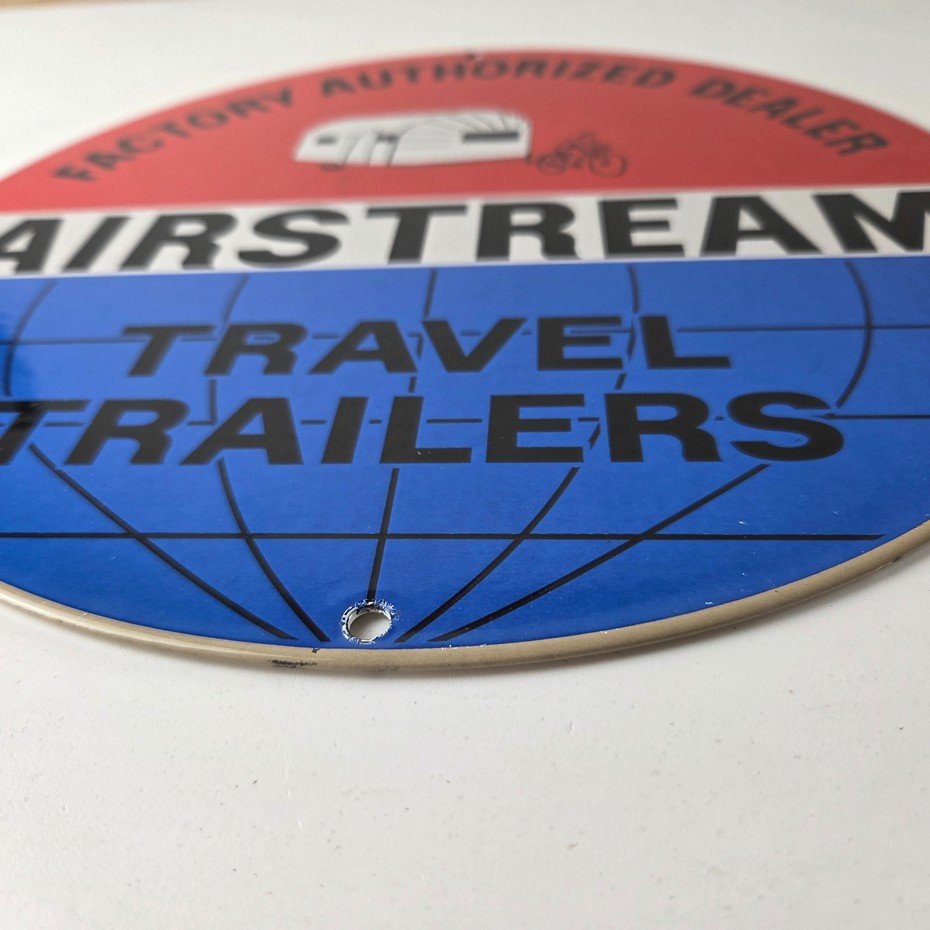 FACTORY AUTHORIZED DEALER
AIRSTREAM
TRAVEL
TRAILERS